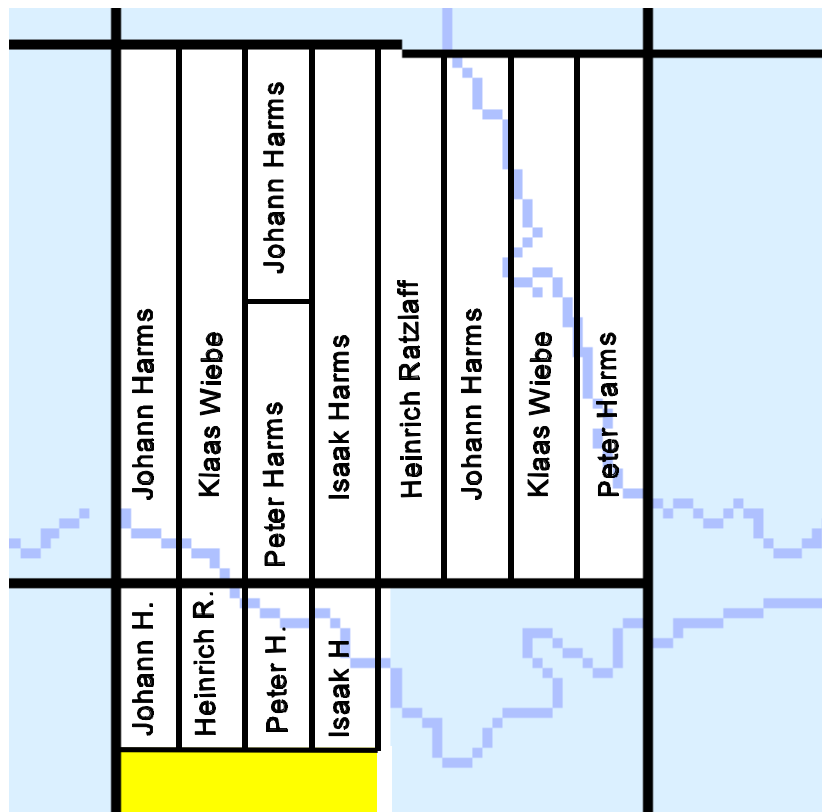 Johann Harms
Klaas Wiebe
Johann Harms
Peter Harms
Isaak Harms
Heinrich Ratzlaff
Johann Harms
Klaas Wiebe
Peter Harms
Johann H.
Heinrich R.
Peter H.
Isaak H